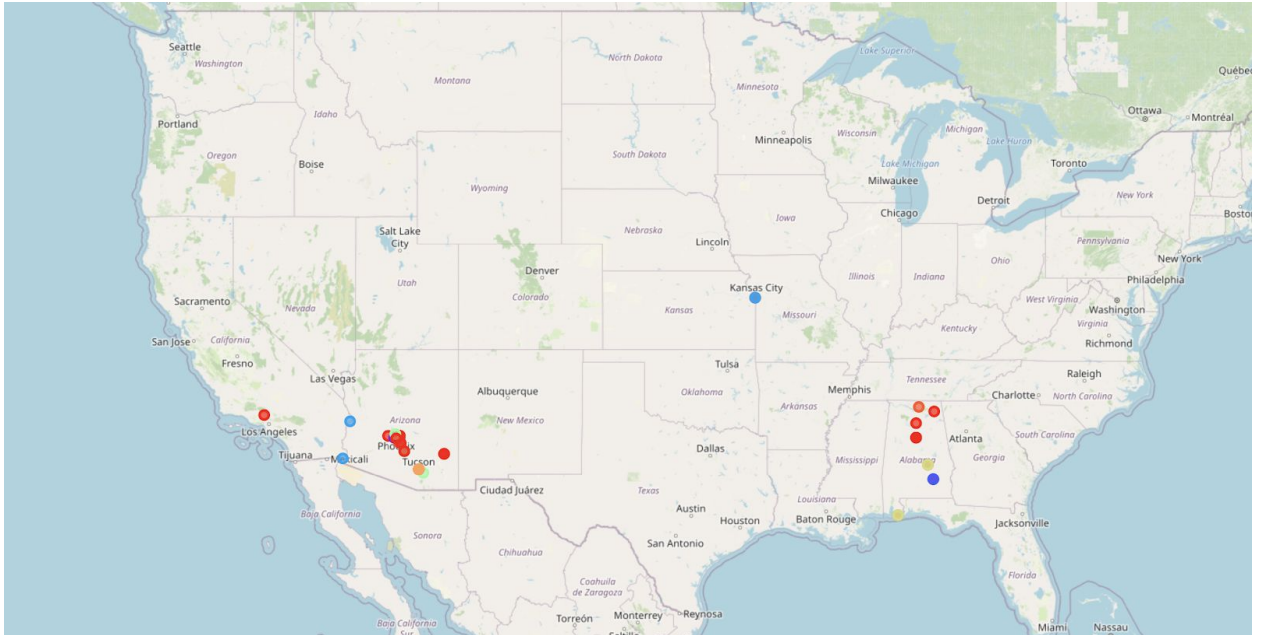 Seattle
Washington
Montana
North Dakota
Minnesota
Lake Superior
Québec
Ottawa
Montréal
Portland
Idaho
Oregon
Boise
Minneapolis
Wisconsin
Michigan
Lake Huron
Toronto
South Dakota
Lake Michigan
Milwaukee
Wyoming
New York
Detroit
Chicago
Iowa
Salt Lake
City
Nebraska
Lincoln
Pennsylvania
New York
Denver
Ohio
Illinois
Indiana
Philadelphia
Utah
Kansas City
Sacramento
Nevada
Colorado
Kansas
Missouri
West Virginia
Washington
Virginia
San Jose
California
Kentucky
Richmond
Fresno
Las Vegas
Tulsa
Raleigh
Tennessee
Albuquerque
Oklahoma
Memphis
Charlotte
North Carolina
Arkansas
Arizona
New Mexico
Los Angeles
Atlanta
South Carolina
Dallas
Tijuana
Mexicali
Tucson
Mississippi
Alabama
Georgia
Ciudad Juárez
Texas
Louisiana
Baja California
Austin
Houston
Baton Rouge
Jacksonville
Sonora
San Antonio
Chihuahua
Florida
Coahuila
de Zaragoza
Torreón
Monterrey
Reynosa
Baja California
Sur
Saltillo
Miami
Nassau